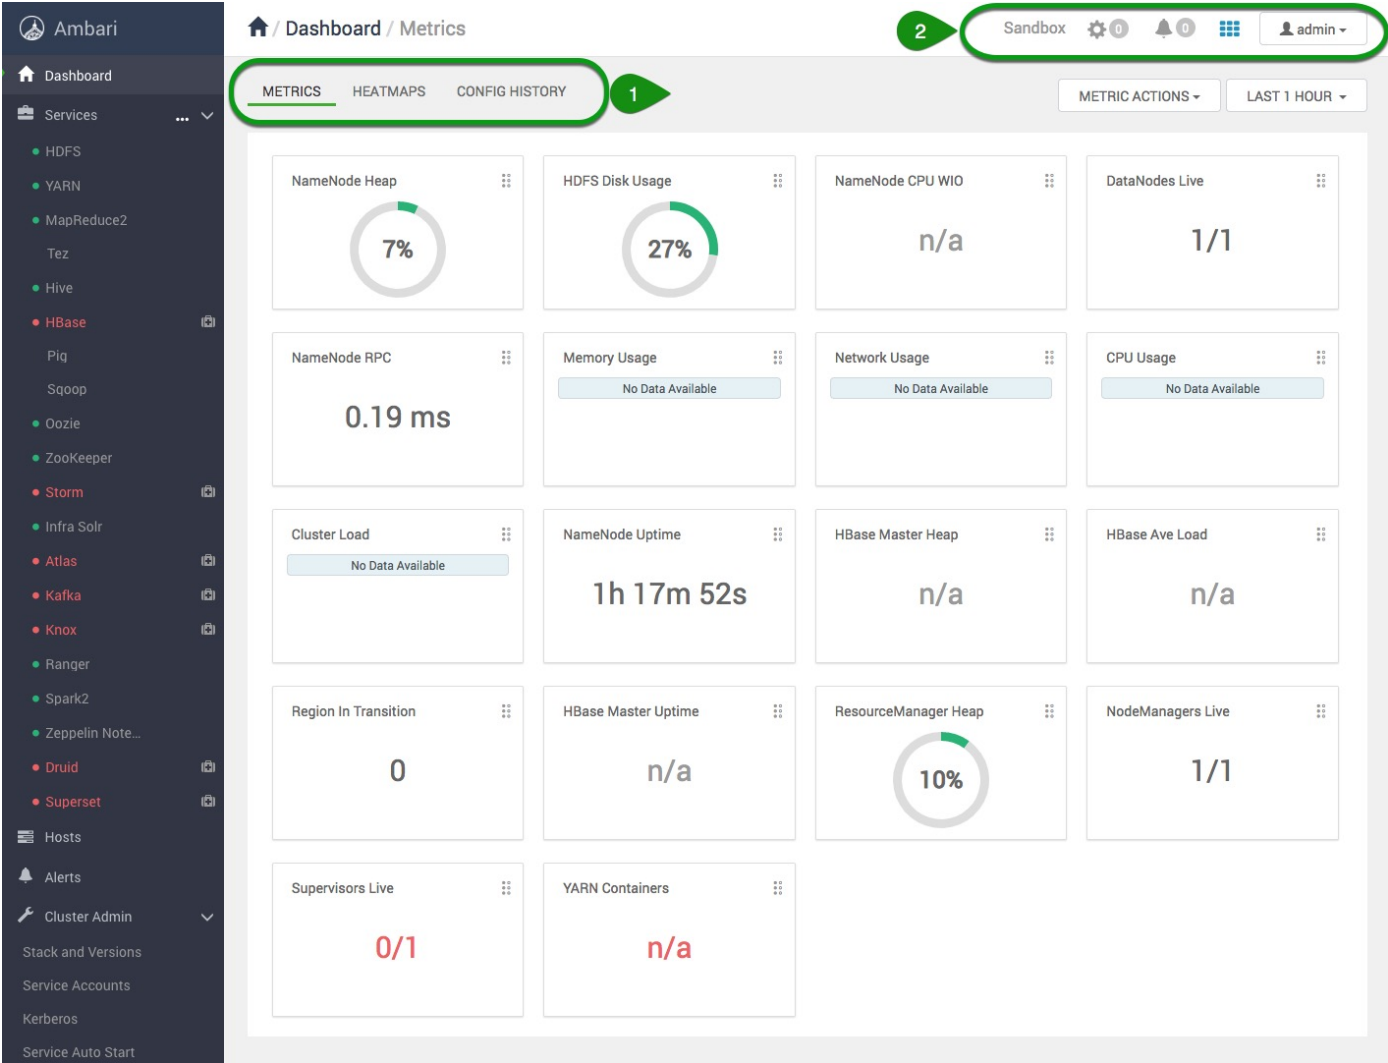 Ambari
Dashboard / Metrics
2
Sandbox 0 0 admin
Dashboard
Services ...
HDFS
YARN
MapReduce2
Tez
Hive
HBase
Pig
Sqoop
Oozie
ZooKeeper
Storm
Infra Solr
Atlas
Kafka
Knox
Ranger
Spark2
Zeppelin Note...
Druid
Superset
Hosts
Alerts
Cluster Admin
Stack and Versions
Service Accounts
Kerberos
Service Auto Start
METRICS HEATMAPS CONFIG HISTORY
1
METRIC ACTIONS LAST 1 HOUR
NameNode Heap
7%
HDFS Disk Usage
27%
NameNode CPU WIO
n/a
DataNodes Live
1/1
NameNode RPC
0.19 ms
Memory Usage
No Data Available
Network Usage
No Data Available
CPU Usage
No Data Available
Cluster Load
No Data Available
NameNode Uptime
1h 17m 52s
HBase Master Heap
n/a
HBase Ave Load
n/a
Region In Transition
0
HBase Master Uptime
n/a
ResourceManager Heap
10%
NodeManagers Live
1/1
Supervisors Live
0/1
YARN Containers
n/a